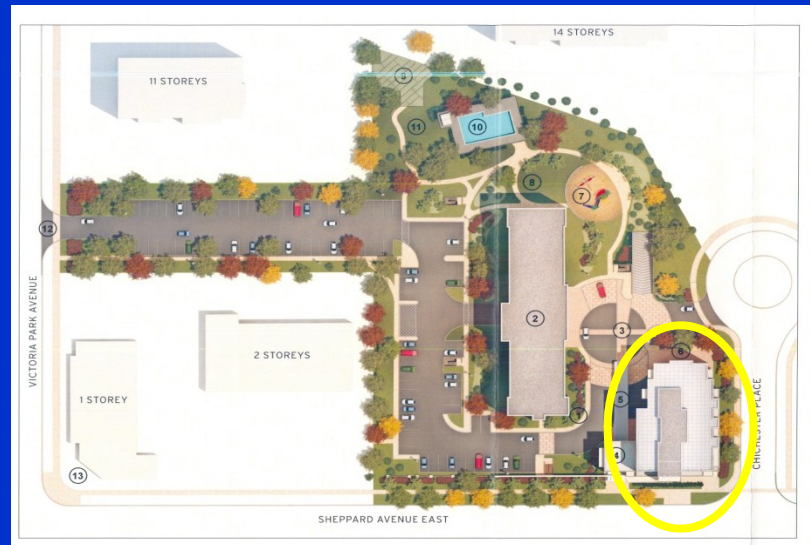 14 STOREYS
11 STOREYS
9
11
10
8
7
12
VICTORIA PARK AVENUE
2
3
2 STOREYS
6
1 STOREY
5
CHICHESTER PLACE
1
4
13
SHEPPARD AVENUE EAST